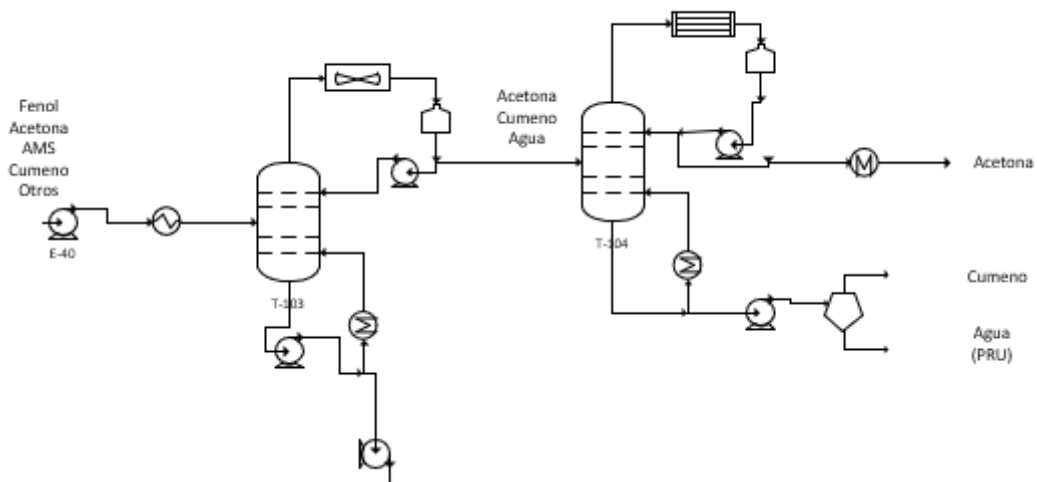 Fenol
Acetona
AMS
Cumeno
Otros
E-40
T-103
Acetona
Cumeno
Agua
T-104
Acetona
Cumeno
Agua
(PRU)